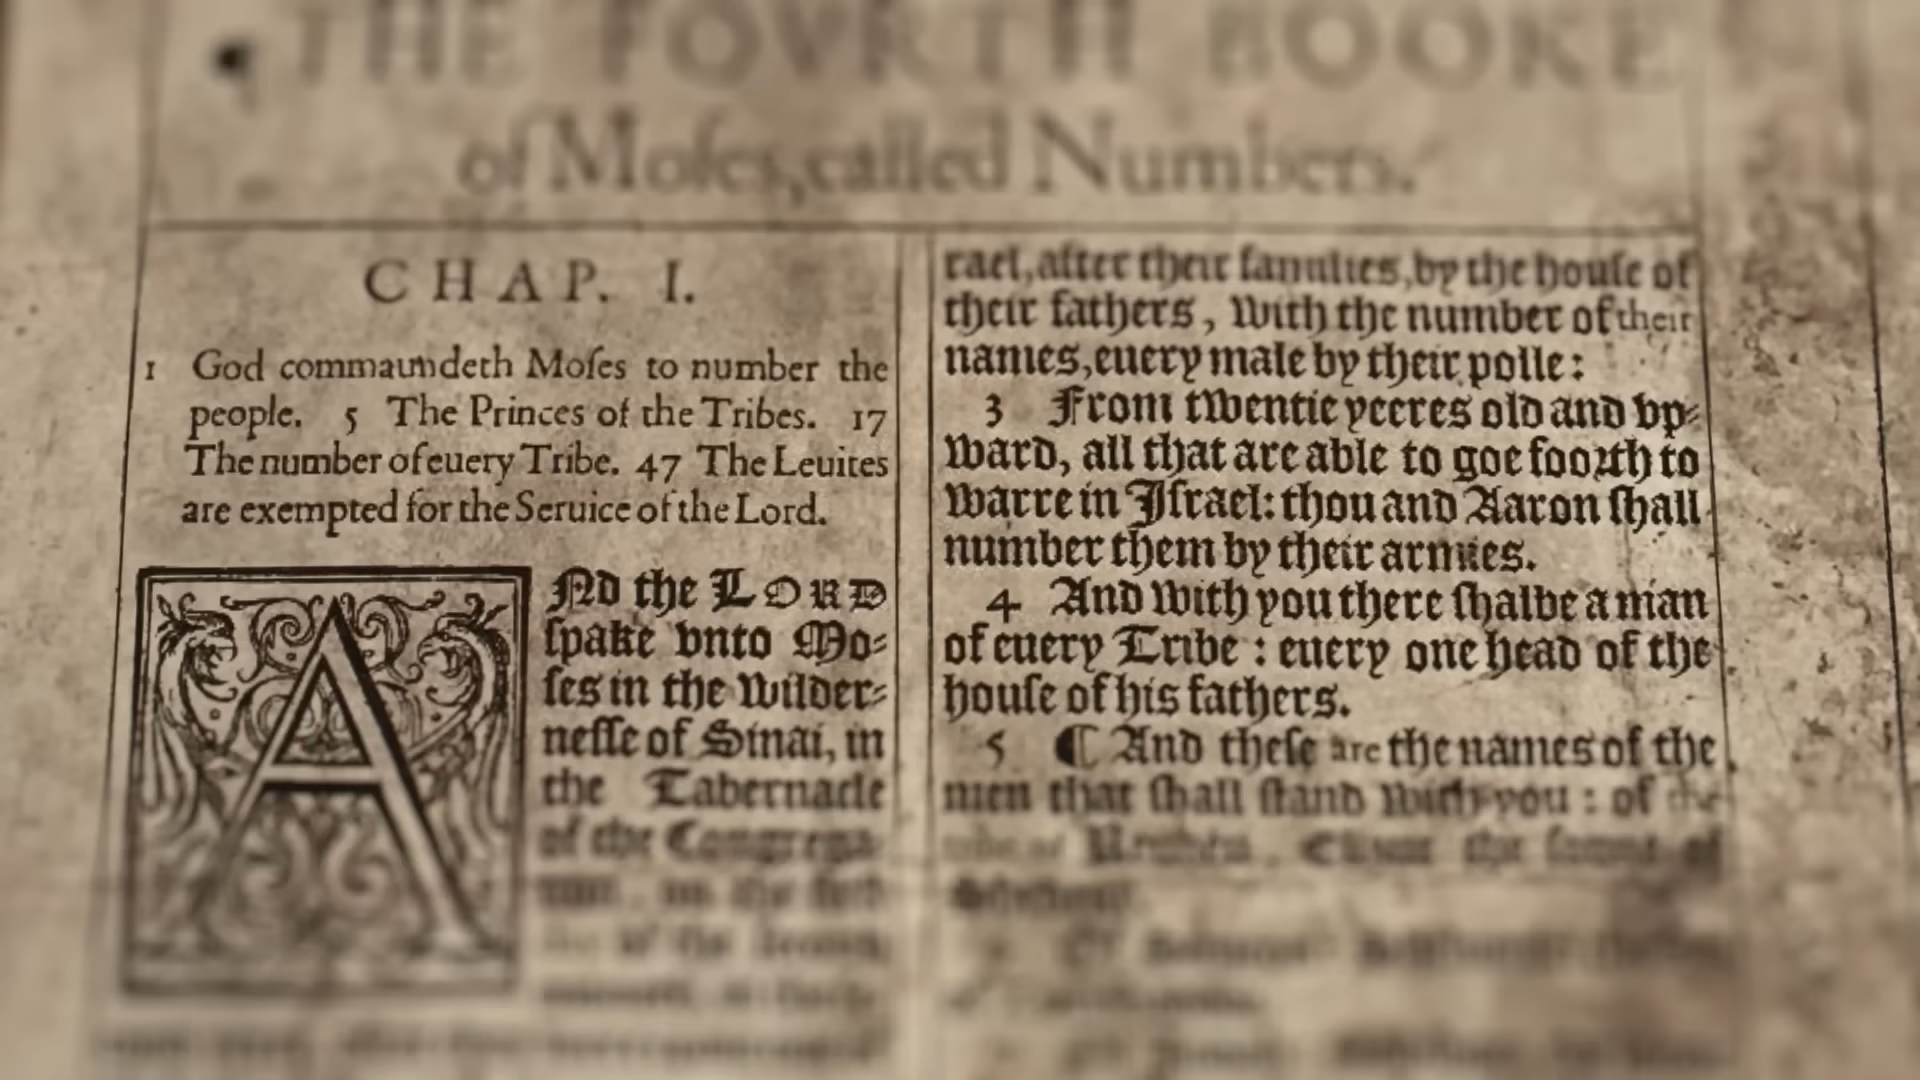 THE FOVRTH BOOKE
of Moſes, called Numbers.
CHAP. I.
1 God commaundeth Moſes to number the
people. 5 The Princes of the Tribes. 17
The number of euery Tribe. 47 The Leuites
are exempted for the Seruice of the Lord.
ANd the LORD
ſpake vnto Mo-
ſes in the wilder-
neſſe of Sinai, in
the Tabernacle
of the Congrega-
rael, after their families, by the houſe of
their fathers, with the number of their
names, euery male by their polle:
3 From twentie yeeres old and vp-
ward, all that are able to goe foorth to
warre in Iſrael: thou and Aaron ſhall
number them by their armies.
4 And with you there ſhalbe a man
of euery Tribe : euery one head of the
houſe of his fathers.
5 ¶ And theſe are the names of the
men that ſhall ſtand with you : of the
Reuben